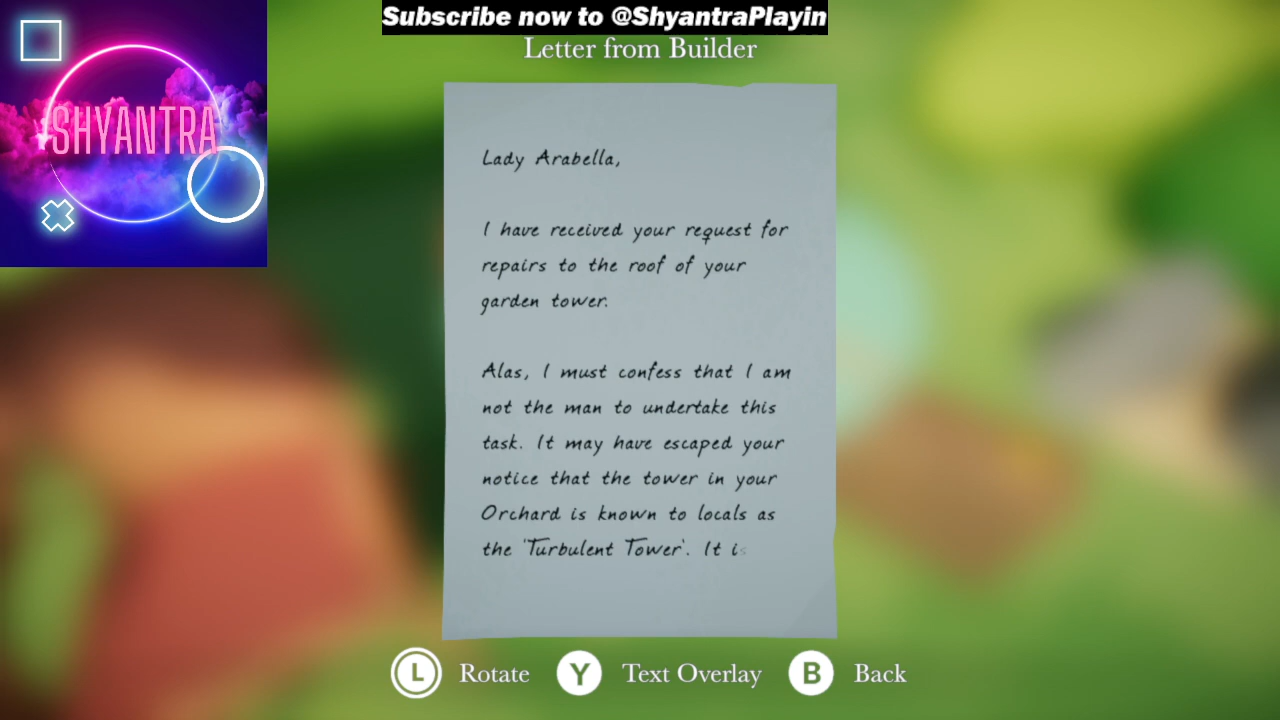 Subscribe now to @ShyantraPlayin
Letter from Builder
SHYANTRA
Lady Arabella,
I have received your request for
repairs to the roof of your
garden tower.
Alas, I must confess that I am
not the man to undertake this
task. It may have escaped your
notice that the tower in your
Orchard is known to locals as
the 'Turbulent Tower'. It is
L Rotate Y Text Overlay B Back